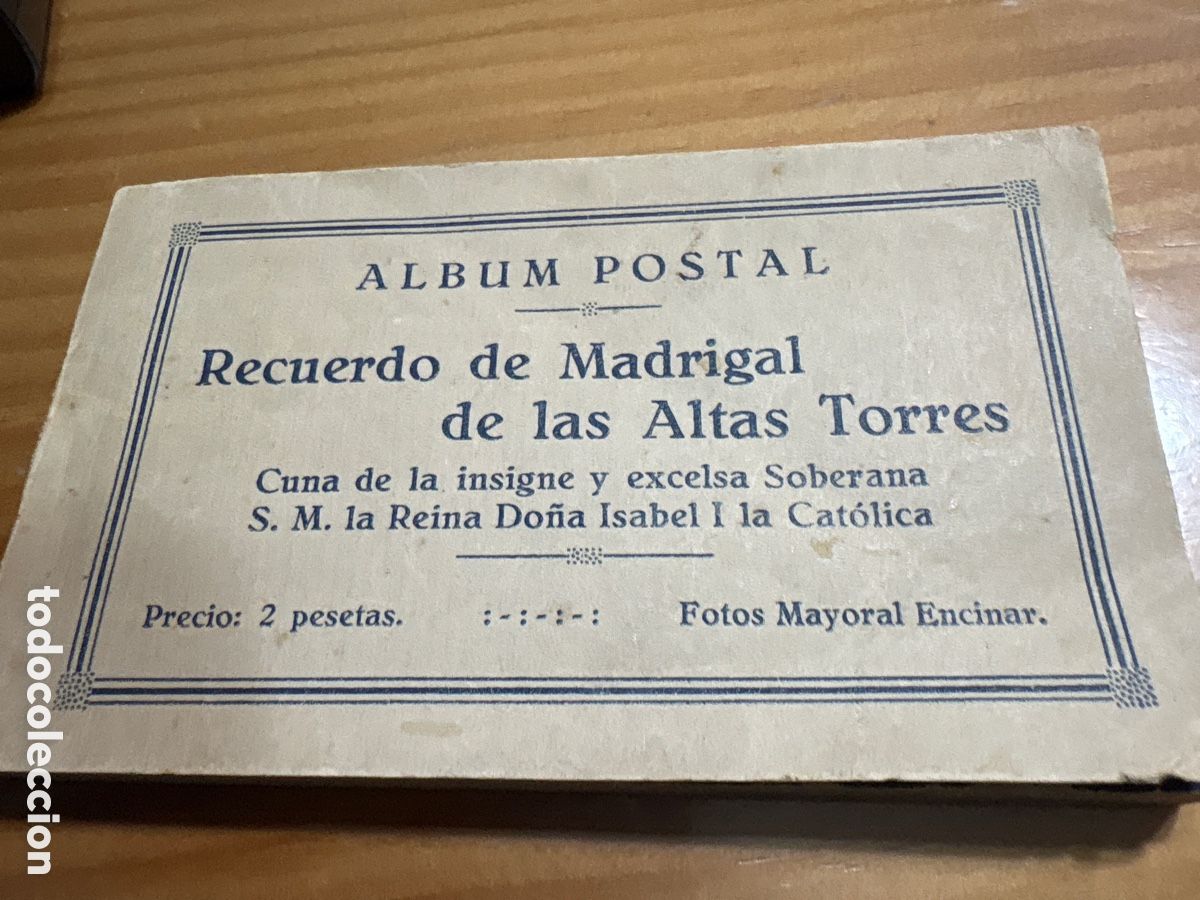 ALBUM POSTAL
Recuerdo de Madrigal
de las Altas Torres
Cuna de la insigne y excelsa Soberana
S. M. la Reina Doña Isabel I la Católica
Precio: 2 pesetas. :-:-:-: Fotos Mayoral Encinar.
todocoleccion